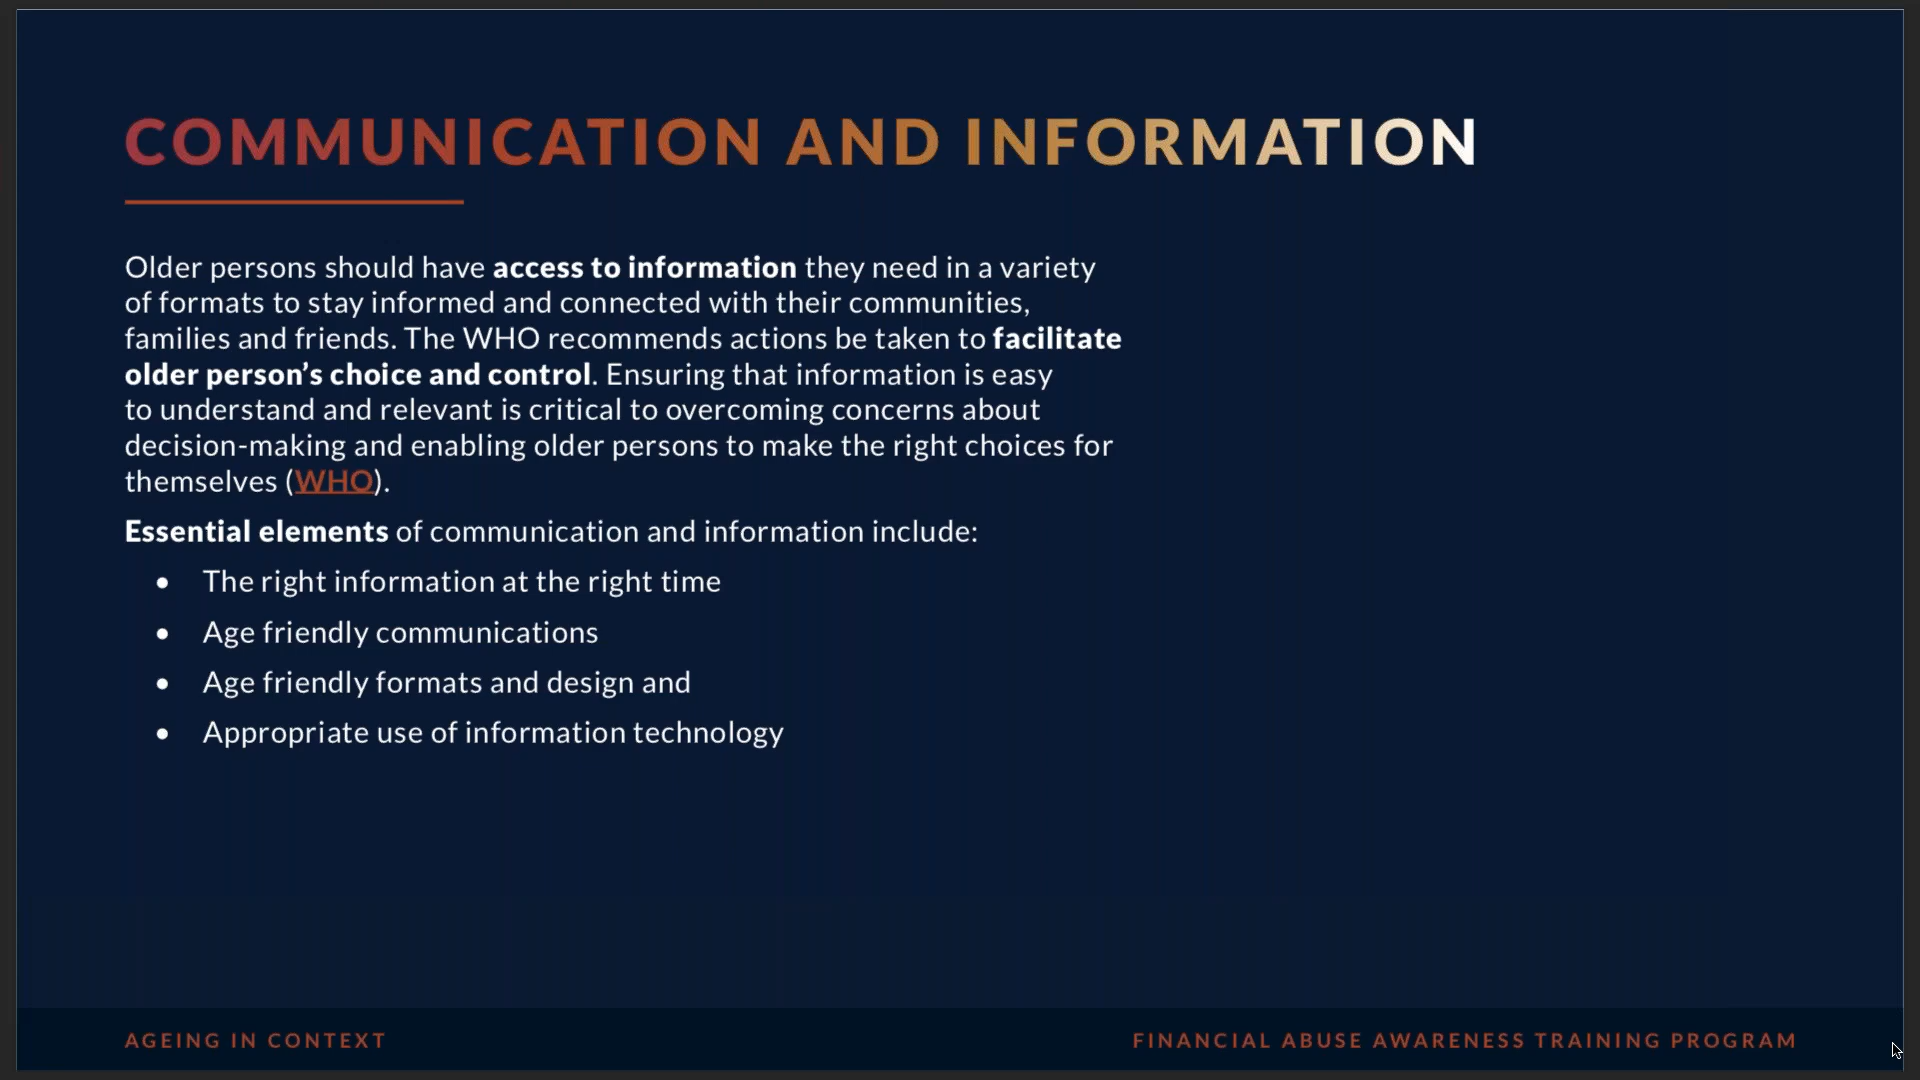 COMMUNICATION AND INFORMATION
Older persons should have access to information they need in a variety
of formats to stay informed and connected with their communities,
families and friends. The WHO recommends actions be taken to facilitate
older person’s choice and control. Ensuring that information is easy
to understand and relevant is critical to overcoming concerns about
decision-making and enabling older persons to make the right choices for
themselves (WHO).
Essential elements of communication and information include:
• The right information at the right time
• Age friendly communications
• Age friendly formats and design and
• Appropriate use of information technology
AGEING IN CONTEXT
FINANCIAL ABUSE AWARENESS TRAINING PROGRAM